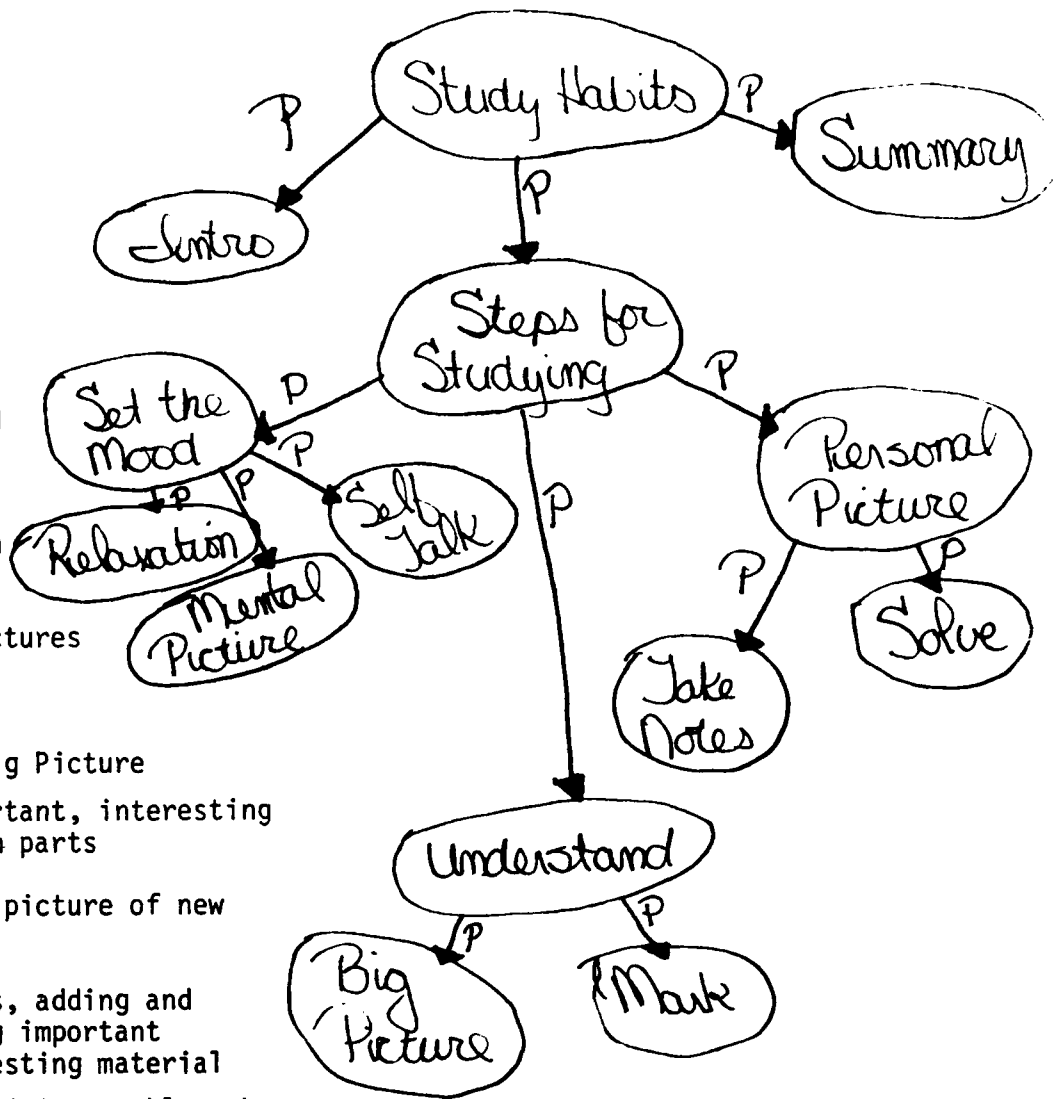 Study Habits
P
P
P
Summary
Intro
Steps for
Studying
P
P
P
Set the
Mood
P
P
P
Personal
Picture
Self
Talk
Relaxation
Mental
Picture
P
P
Solve
Take
Notes
ctures
g Picture
rtant, interesting
parts
picture of new
s, adding and
g important
esting material
Understand
P
P
Big
Picture
Mark